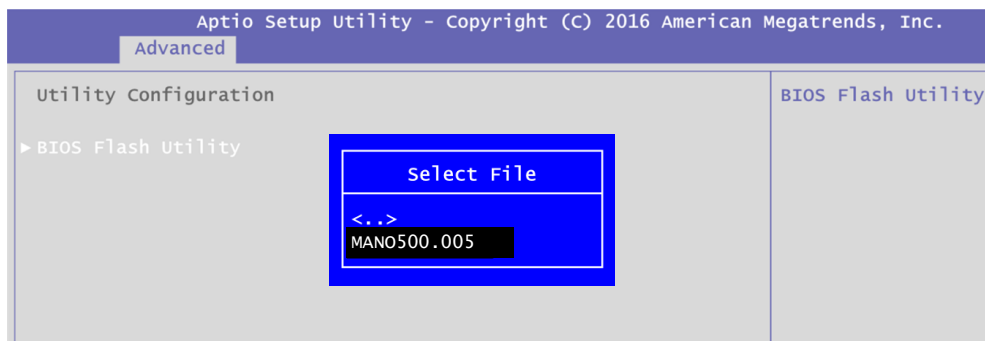 Aptio Setup Utility - Copyright (C) 2016 American Megatrends, Inc.
Advanced
Utility Configuration
BIOS Flash Utility
►BIOS Flash Utility
Select File
<..>
MANO500.005